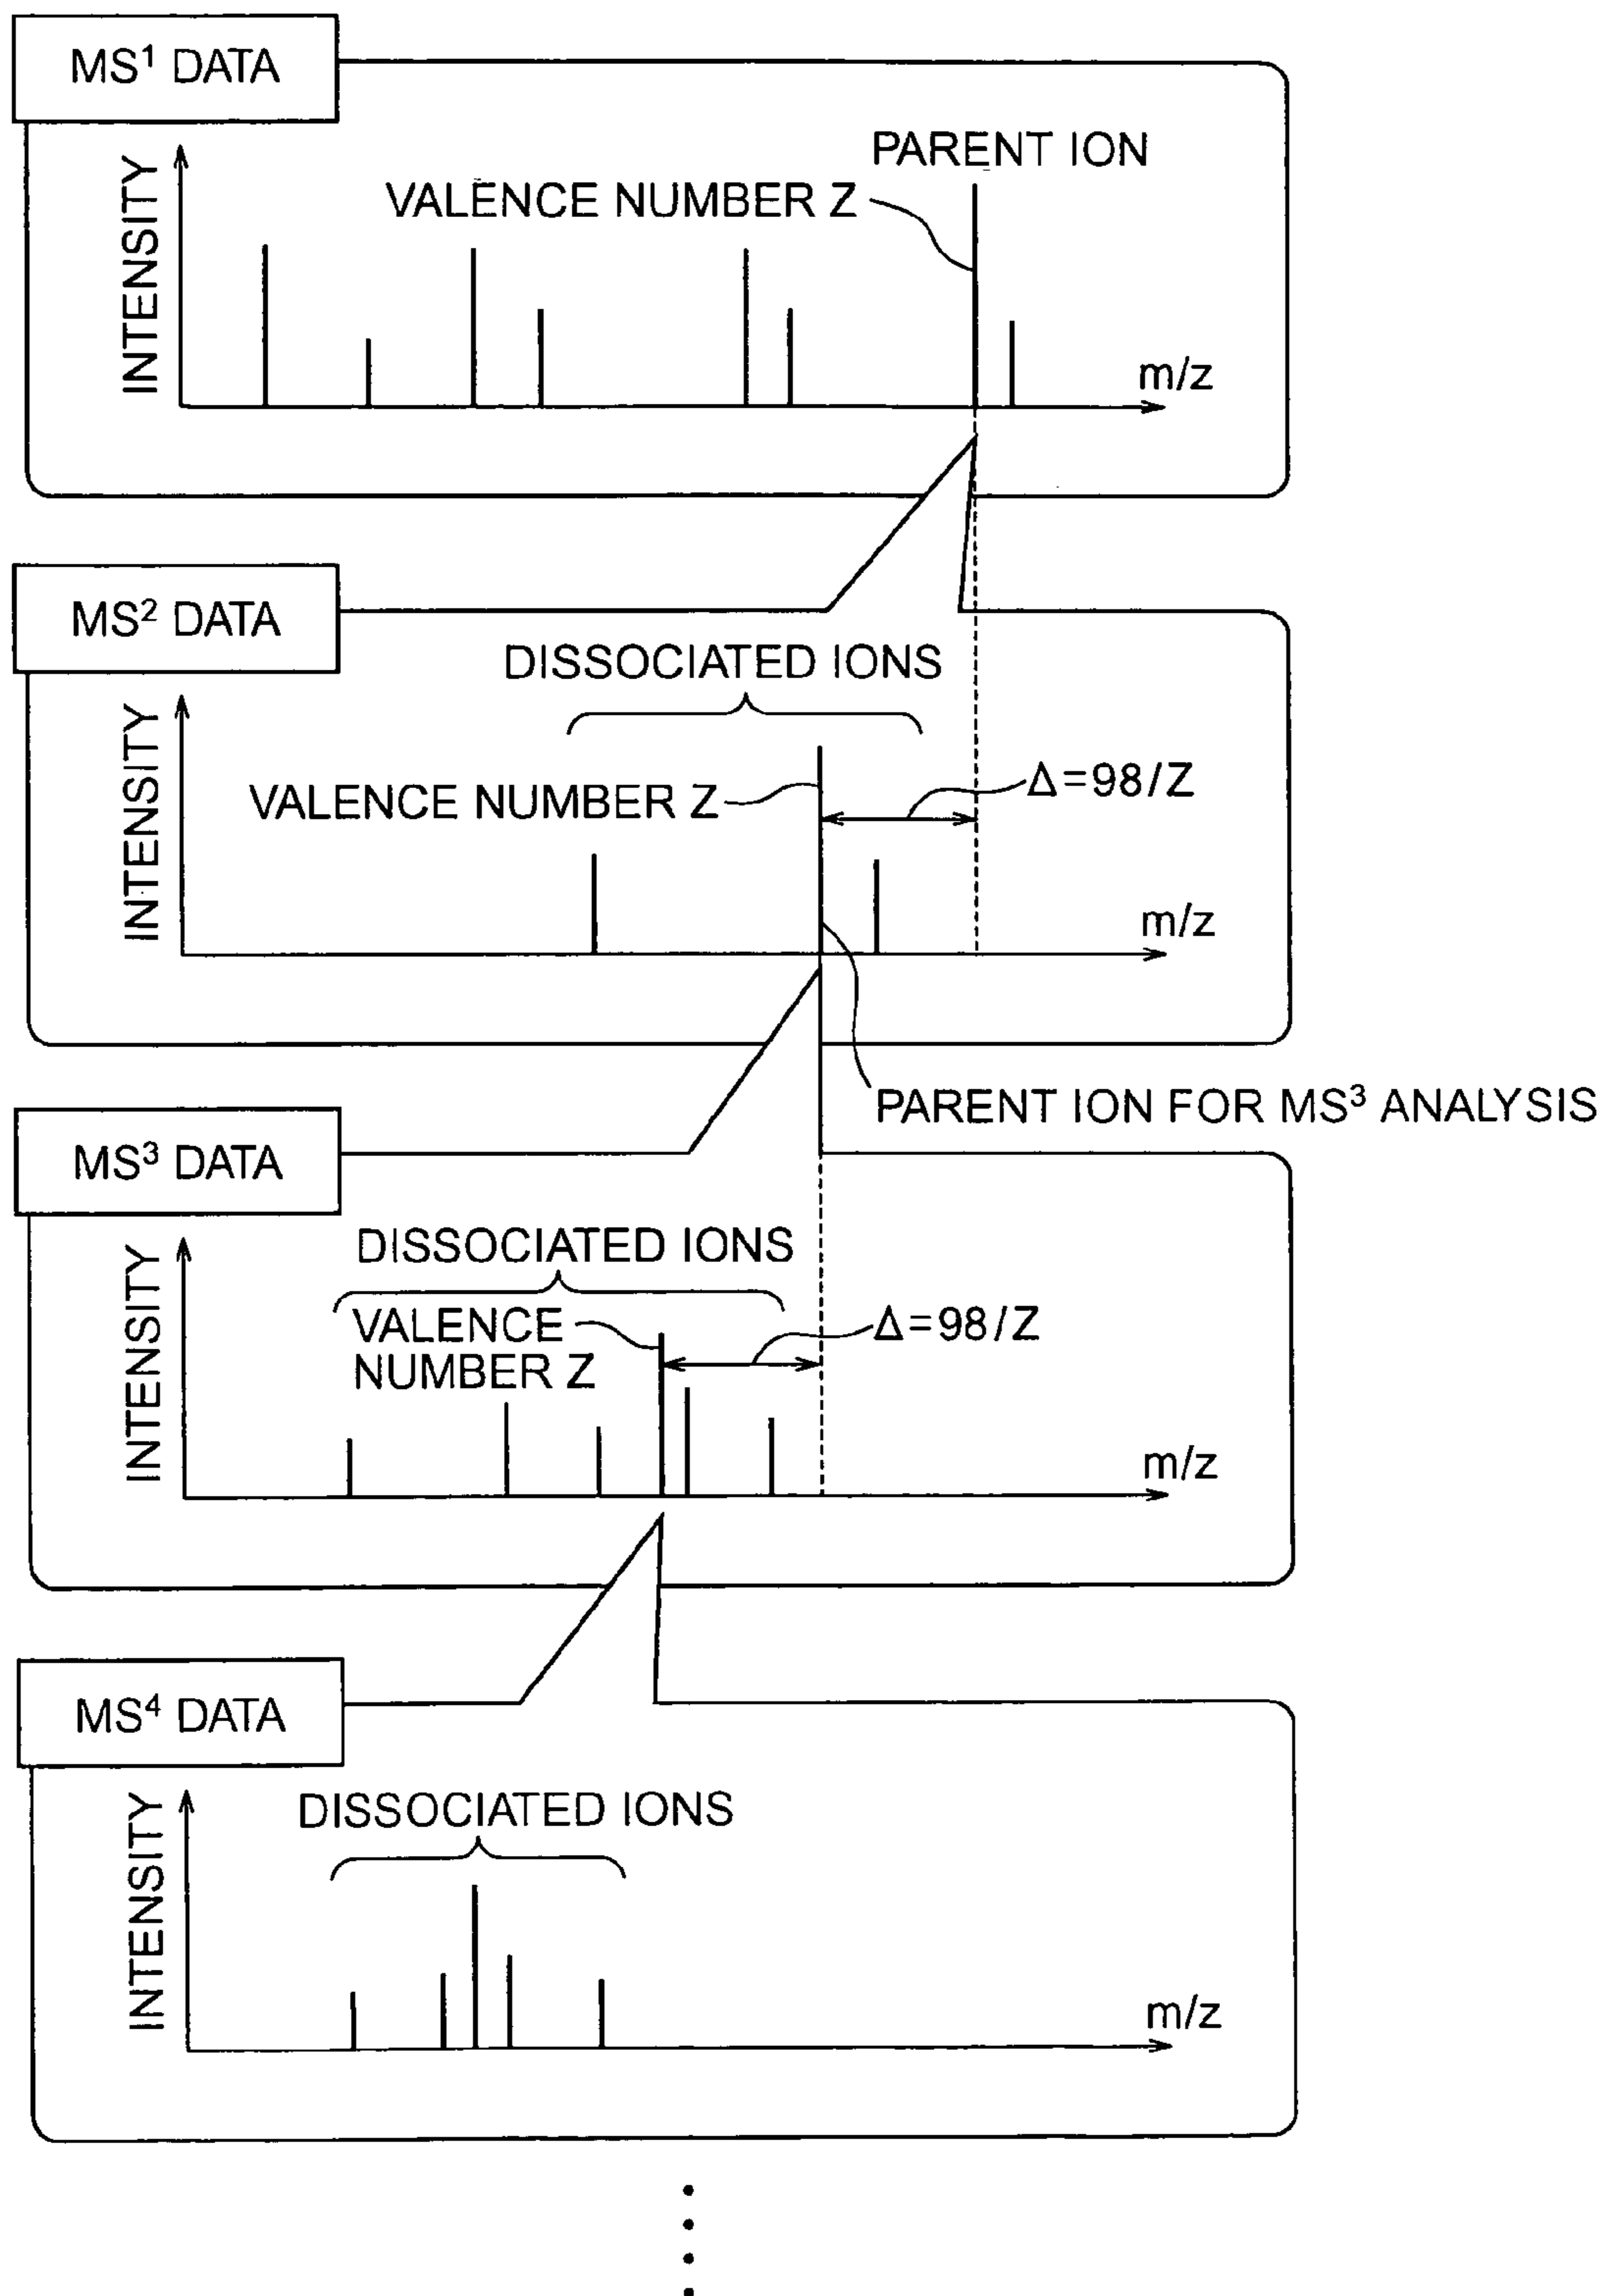 MS¹ DATA
PARENT ION
VALENCE NUMBER Z
INTENSITY
m/z
MS² DATA
DISSOCIATED IONS
VALENCE NUMBER Z
Δ=98/Z
INTENSITY
m/z
PARENT ION FOR MS³ ANALYSIS
MS³ DATA
DISSOCIATED IONS
VALENCE
NUMBER Z
Δ=98/Z
INTENSITY
m/z
MS⁴ DATA
DISSOCIATED IONS
INTENSITY
m/z